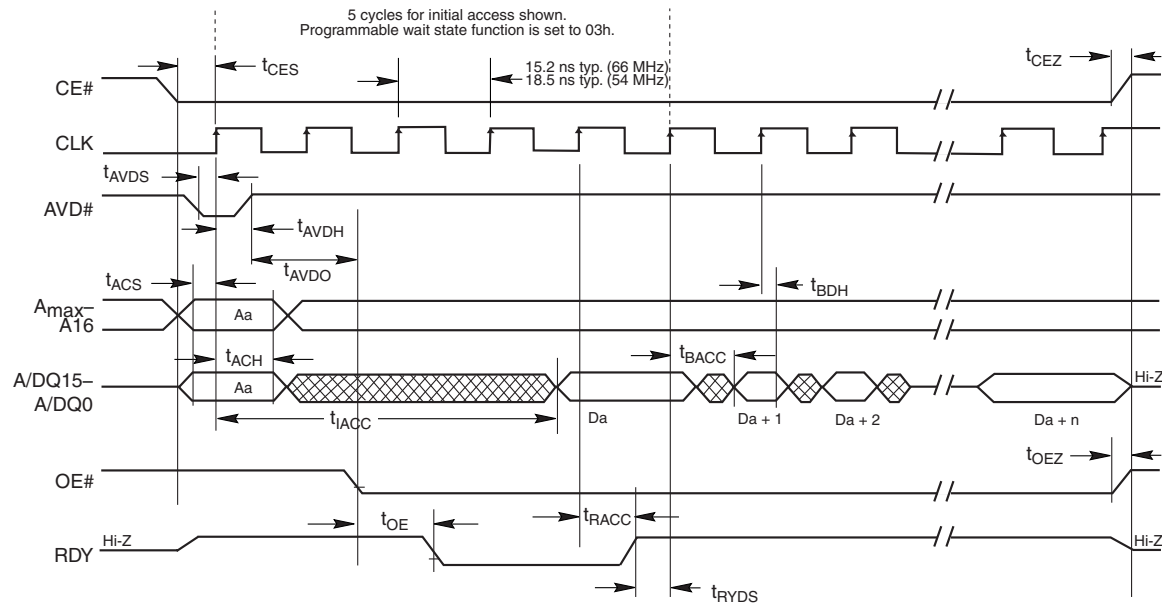 5 cycles for initial access shown.
Programmable wait state function is set to 03h.
tCES
15.2 ns typ. (66 MHz)
18.5 ns typ. (54 MHz)
tCEZ
CE#
CLK
tAVDS
AVD#
tAVDH
tAVDO
tACS
tBDH
Amax–
A16
Aa
tACH
tBACC
A/DQ15–
A/DQ0
Aa
Hi-Z
tIACC
Da
Da + 1
Da + 2
Da + n
tOEZ
OE#
tOE
tRACC
RDY
Hi-Z
Hi-Z
tRYDS